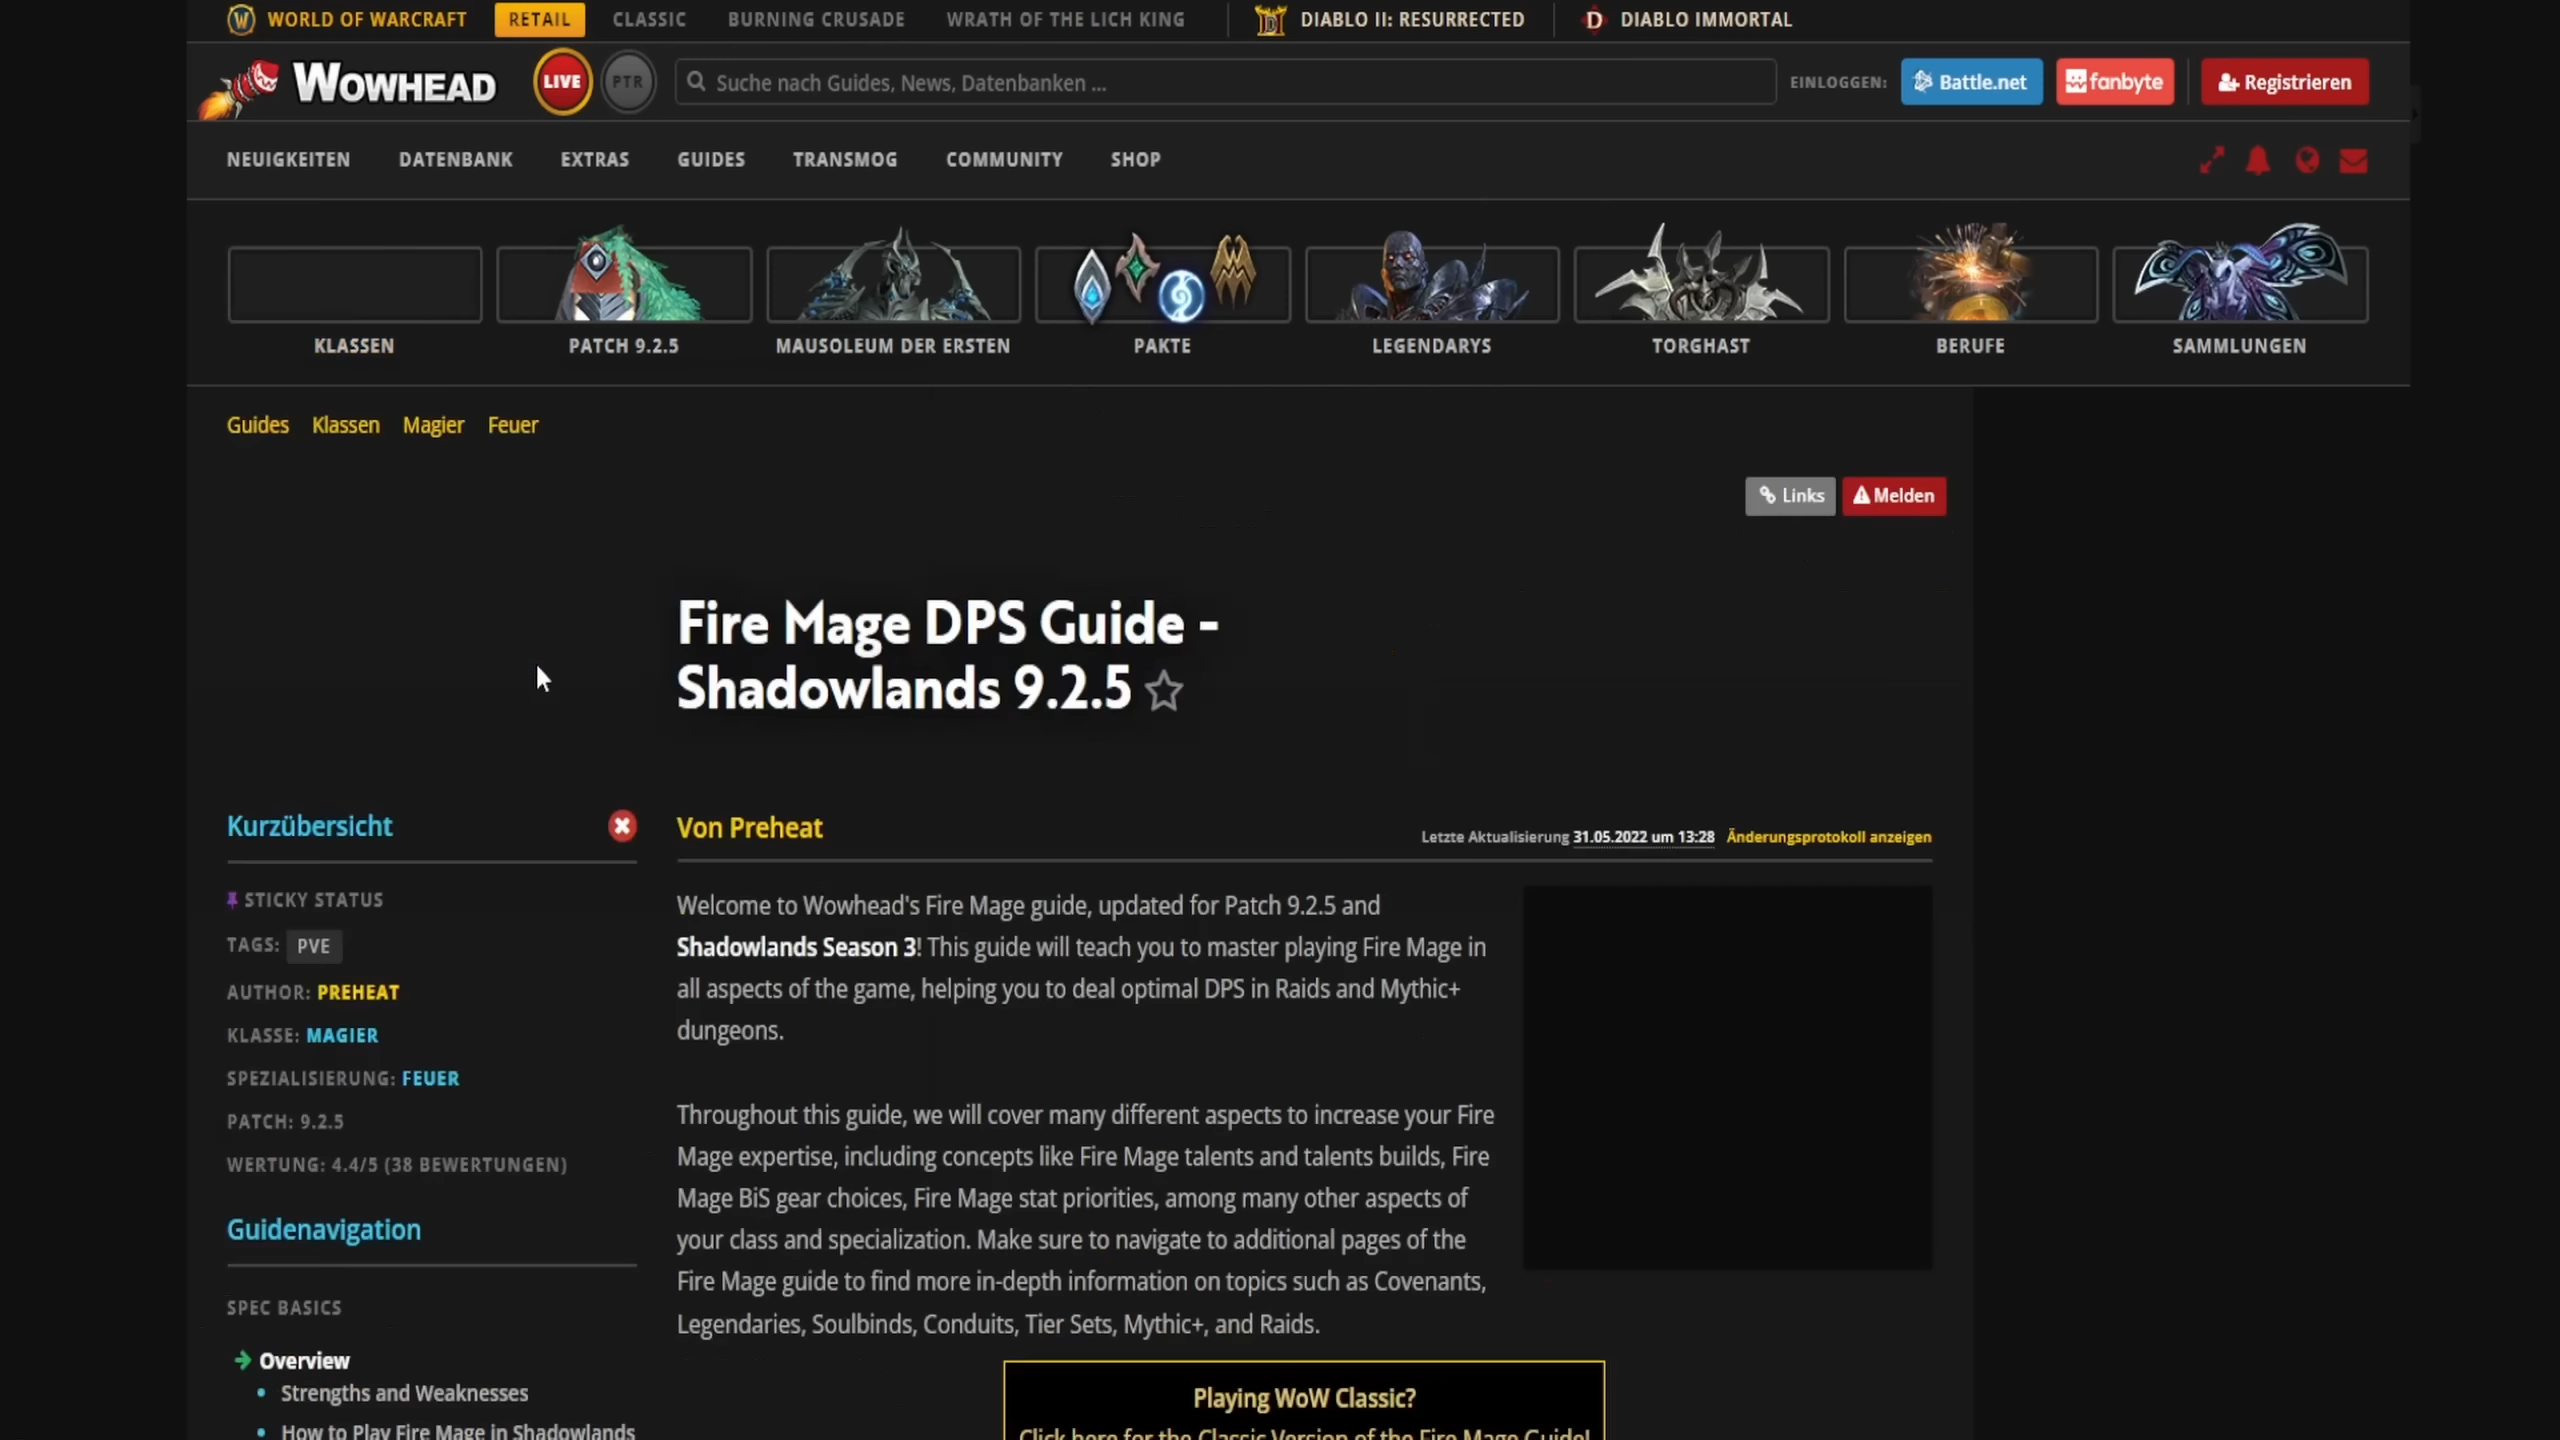 WORLD OF WARCRAFT RETAIL CLASSIC BURNING CRUSADE WRATH OF THE LICH KING DIABLO II: RESURRECTED DIABLO IMMORTAL
WOWHEAD LIVE PTR Suche nach Guides, News, Datenbanken ... EINLOGGEN: Battle.net fanbyte Registrieren
NEUIGKEITEN DATENBANK EXTRAS GUIDES TRANSMOG COMMUNITY SHOP
KLASSEN PATCH 9.2.5 MAUSOLEUM DER ERSTEN PAKTE LEGENDARYS TORGHAST BERUFE SAMMLUNGEN
Guides Klassen Magier Feuer
Links Melden
Fire Mage DPS Guide -
Shadowlands 9.2.5
Kurzübersicht
STICKY STATUS
TAGS: PVE
AUTHOR: PREHEAT
KLASSE: MAGIER
SPEZIALISIERUNG: FEUER
PATCH: 9.2.5
WERTUNG: 4.4/5 (38 BEWERTUNGEN)
Guidenavigation
SPEC BASICS
Overview
Strengths and Weaknesses
How to Play Fire Mage in Shadowlands
Von Preheat
Letzte Aktualisierung 31.05.2022 um 13:28 Änderungsprotokoll anzeigen
Welcome to Wowhead's Fire Mage guide, updated for Patch 9.2.5 and
Shadowlands Season 3! This guide will teach you to master playing Fire Mage in
all aspects of the game, helping you to deal optimal DPS in Raids and Mythic+
dungeons.
Throughout this guide, we will cover many different aspects to increase your Fire
Mage expertise, including concepts like Fire Mage talents and talents builds, Fire
Mage BiS gear choices, Fire Mage stat priorities, among many other aspects of
your class and specialization. Make sure to navigate to additional pages of the
Fire Mage guide to find more in-depth information on topics such as Covenants,
Legendaries, Soulbinds, Conduits, Tier Sets, Mythic+, and Raids.
Playing WoW Classic?
Click here for the Classic Version of the Fire Mage Guide!